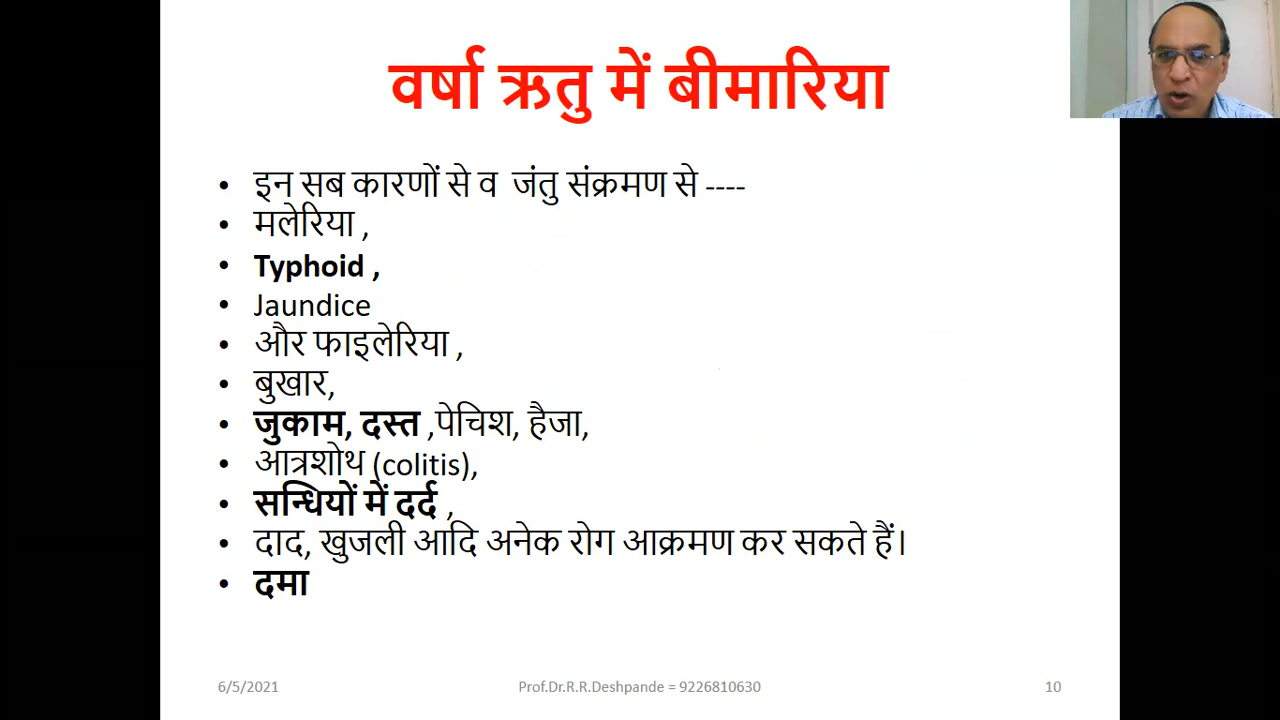 वर्षा ऋतु में बीमारिया
• इन सब कारणों से व जंतु संक्रमण से ----
• मलेरिया ,
• Typhoid ,
• Jaundice
• और फाइलेरिया ,
• बुखार,
• जुकाम, दस्त ,पेचिश, हैजा,
• आत्रशोथ (colitis),
• सन्धियों में दर्द ,
• दाद, खुजली आदि अनेक रोग आक्रमण कर सकते हैं।
• दमा
6/5/2021 Prof.Dr.R.R.Deshpande = 9226810630 10